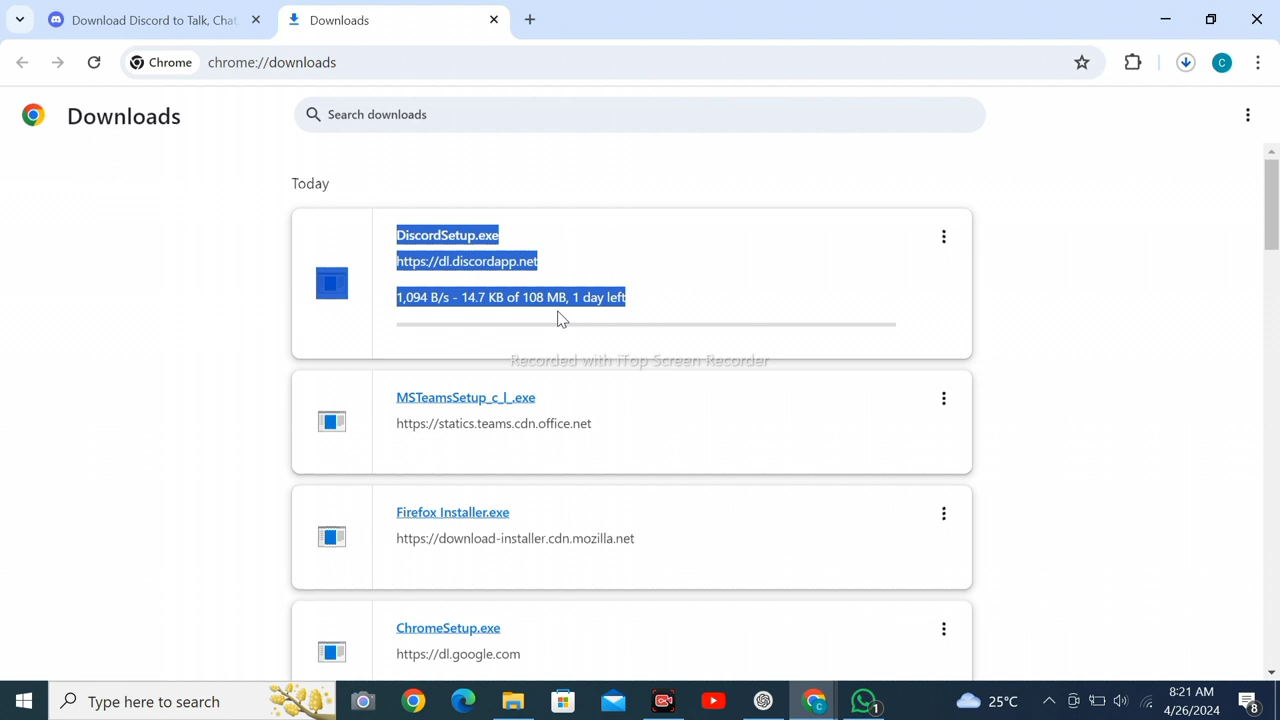 Download Discord to Talk, Chat
Downloads
Chrome
chrome://downloads
C
Downloads
Search downloads
Today
DiscordSetup.exe
https://dl.discordapp.net
1,094 B/s - 14.7 KB of 108 MB, 1 day left
Recorded with iTop Screen Recorder
MSTeamsSetup_c_l_.exe
https://statics.teams.cdn.office.net
Firefox Installer.exe
https://download-installer.cdn.mozilla.net
ChromeSetup.exe
https://dl.google.com
Type here to search
C
1
25°C
8:21 AM
4/26/2024
8